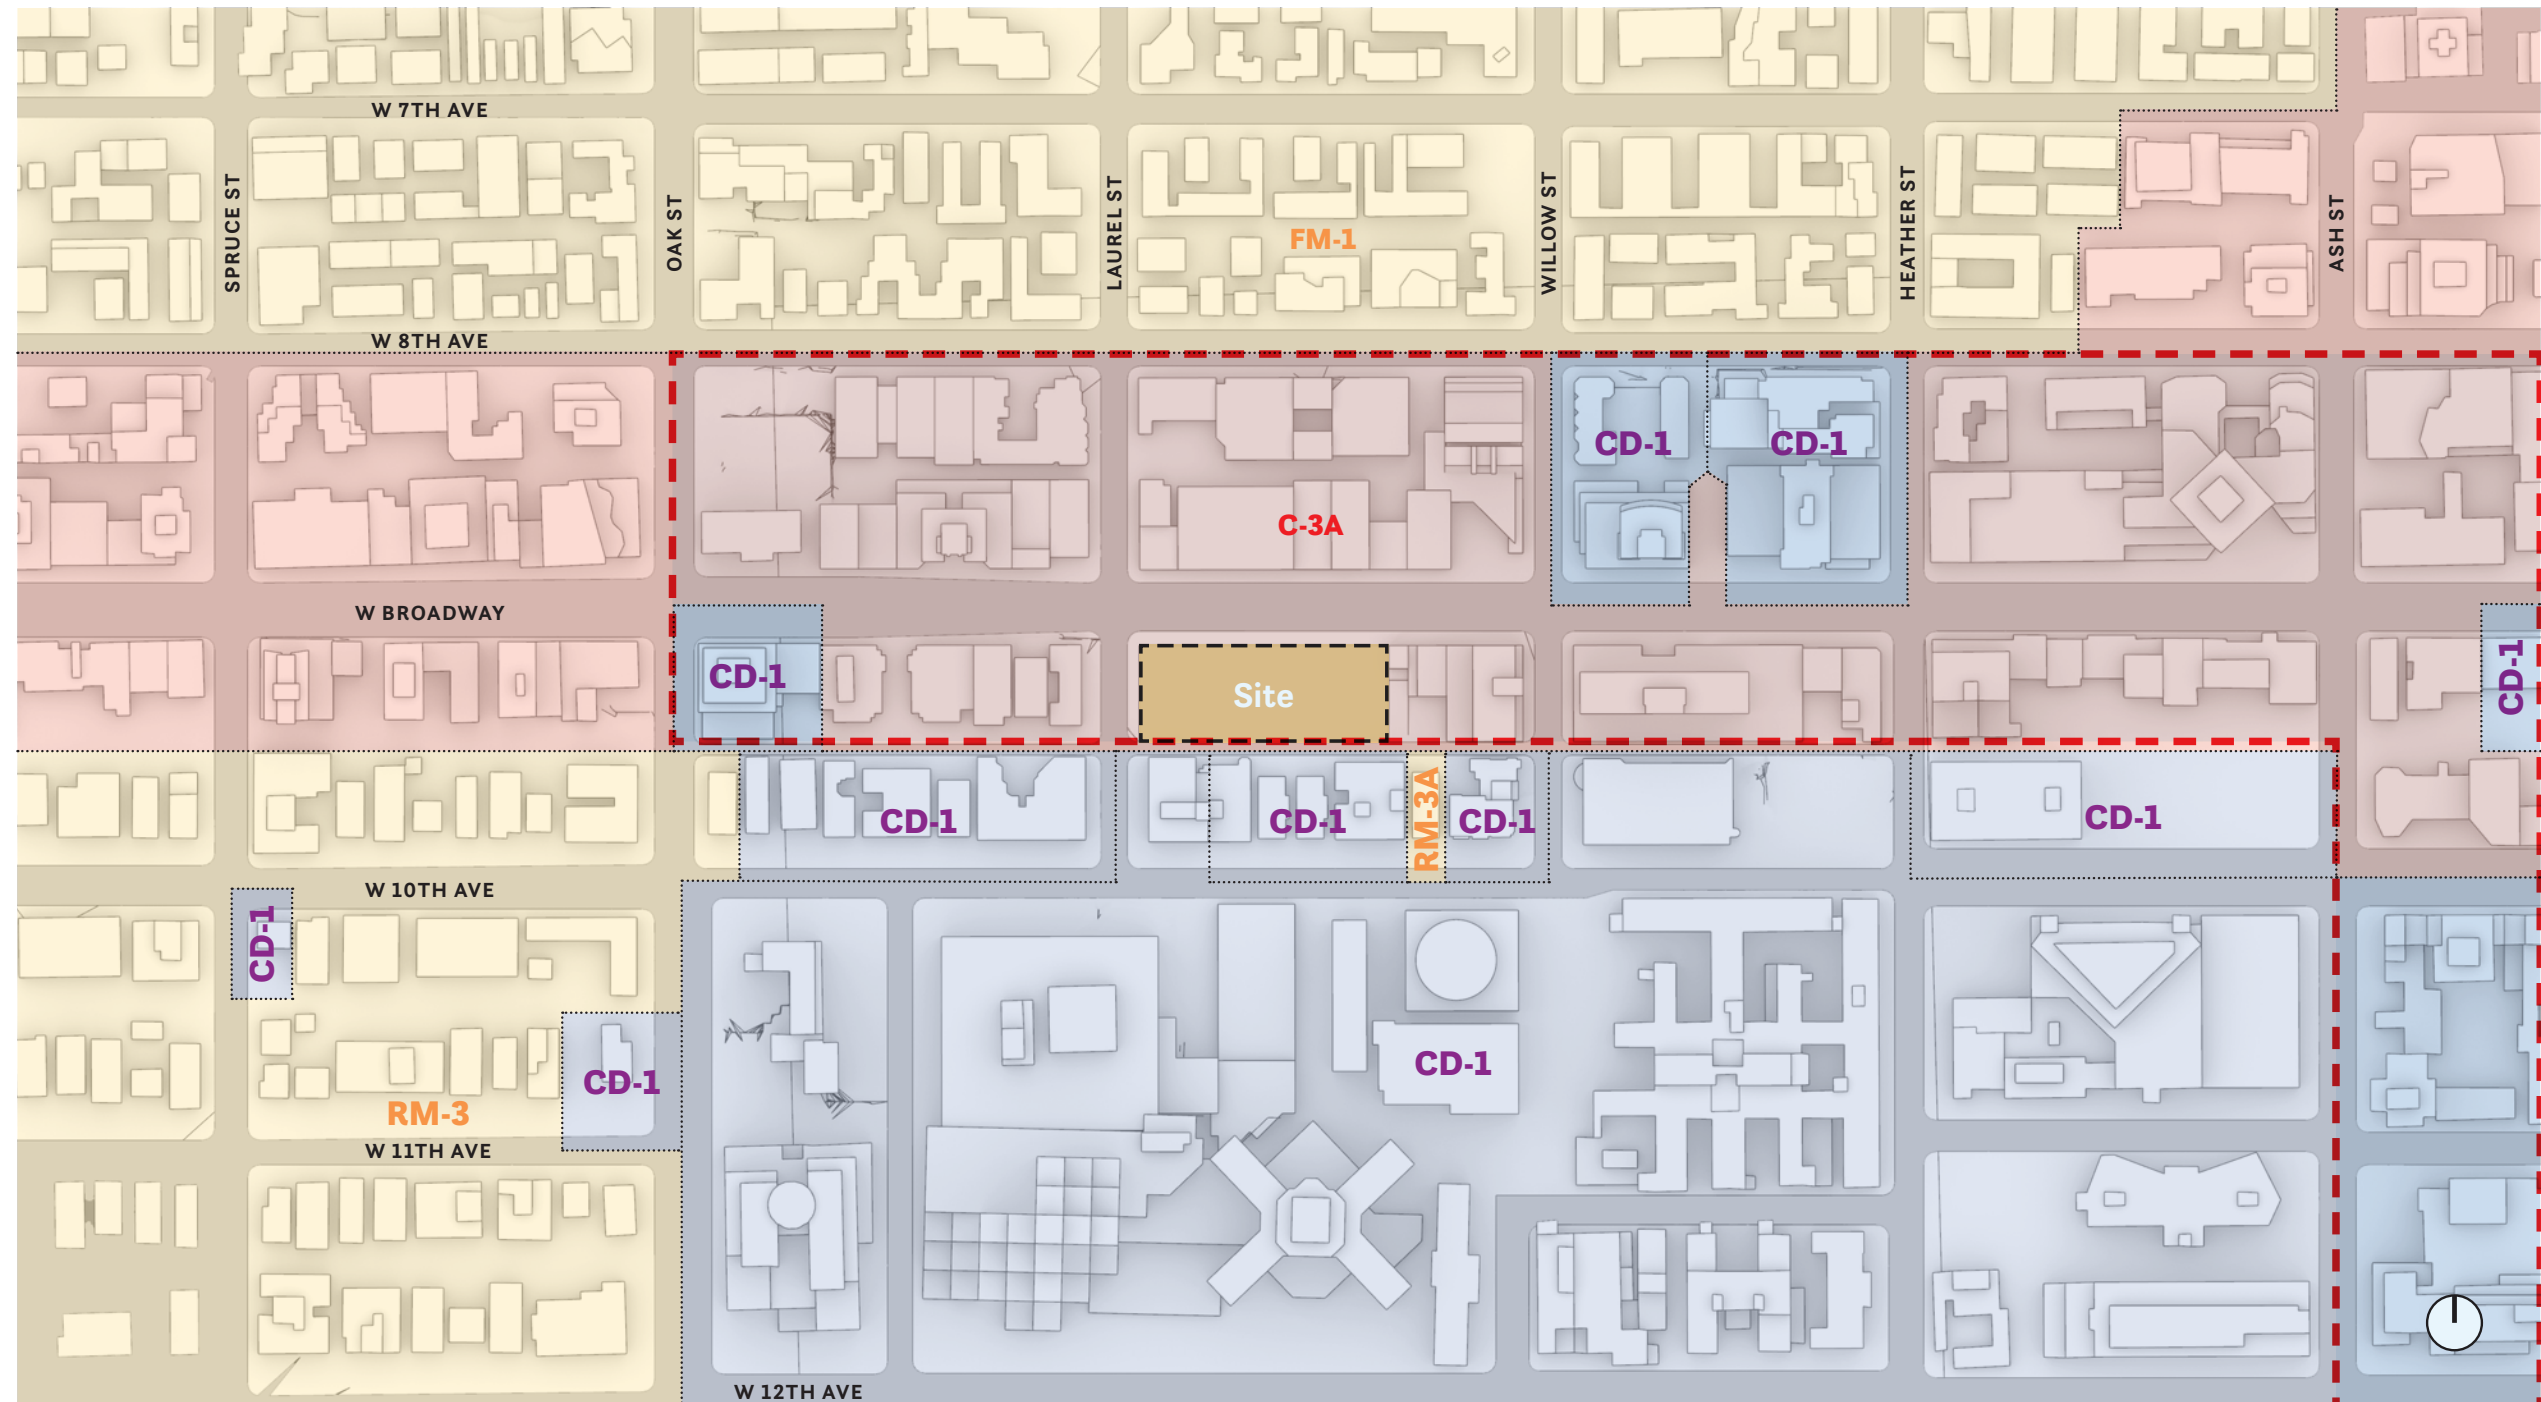 W 7TH AVE
SPRUCE ST
OAK ST
LAUREL ST
WILLOW ST
HEATHER ST
ASH ST
FM-1
W 8TH AVE
CD-1
CD-1
C-3A
W BROADWAY
CD-1
Site
CD-1
CD-1
CD-1
RM-3A
CD-1
CD-1
W 10TH AVE
CD-1
CD-1
CD-1
RM-3
W 11TH AVE
W 12TH AVE